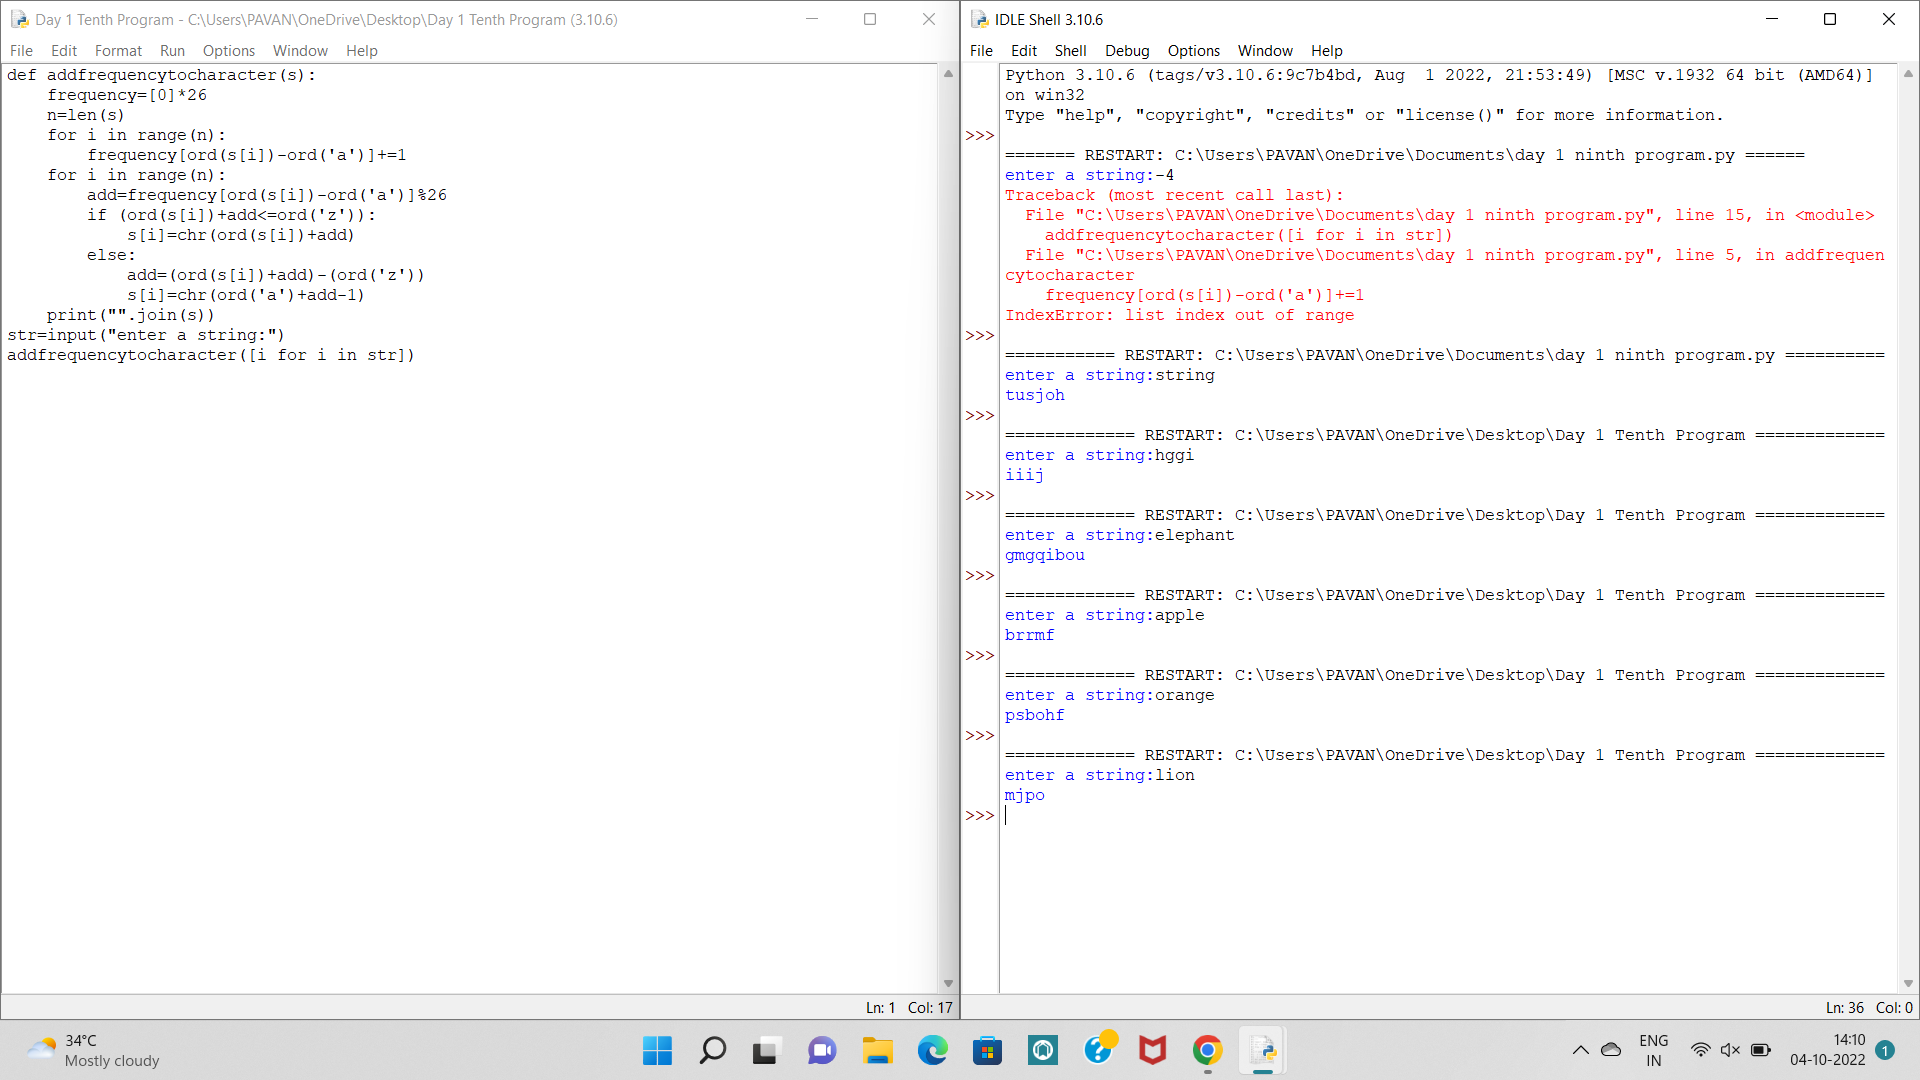 Day 1 Tenth Program - C:\Users\PAVAN\OneDrive\Desktop\Day 1 Tenth Program (3.10.6)
File Edit Format Run Options Window Help
def addfrequencytocharacter(s):
    frequency=[0]*26
    n=len(s)
    for i in range(n):
        frequency[ord(s[i])-ord('a')]+=1
    for i in range(n):
        add=frequency[ord(s[i])-ord('a')]%26
        if (ord(s[i])+add<=ord('z')):
            s[i]=chr(ord(s[i])+add)
        else:
            add=(ord(s[i])+add)-(ord('z'))
            s[i]=chr(ord('a')+add-1)
    print("".join(s))
str=input("enter a string:")
addfrequencytocharacter([i for i in str])
Ln: 1 Col: 17
IDLE Shell 3.10.6
File Edit Shell Debug Options Window Help
Python 3.10.6 (tags/v3.10.6:9c7b4bd, Aug  1 2022, 21:53:49) [MSC v.1932 64 bit (AMD64)]
on win32
Type "help", "copyright", "credits" or "license()" for more information.
>>>
======= RESTART: C:\Users\PAVAN\OneDrive\Documents\day 1 ninth program.py ======
enter a string:-4
Traceback (most recent call last):
  File "C:\Users\PAVAN\OneDrive\Documents\day 1 ninth program.py", line 15, in <module>
    addfrequencytocharacter([i for i in str])
  File "C:\Users\PAVAN\OneDrive\Documents\day 1 ninth program.py", line 5, in addfrequen
cytocharacter
    frequency[ord(s[i])-ord('a')]+=1
IndexError: list index out of range
>>>
=========== RESTART: C:\Users\PAVAN\OneDrive\Documents\day 1 ninth program.py ==========
enter a string:string
tusjoh
>>>
============= RESTART: C:\Users\PAVAN\OneDrive\Desktop\Day 1 Tenth Program =============
enter a string:hggi
iiij
>>>
============= RESTART: C:\Users\PAVAN\OneDrive\Desktop\Day 1 Tenth Program =============
enter a string:elephant
gmgqibou
>>>
============= RESTART: C:\Users\PAVAN\OneDrive\Desktop\Day 1 Tenth Program =============
enter a string:apple
brrmf
>>>
============= RESTART: C:\Users\PAVAN\OneDrive\Desktop\Day 1 Tenth Program =============
enter a string:orange
psbohf
>>>
============= RESTART: C:\Users\PAVAN\OneDrive\Desktop\Day 1 Tenth Program =============
enter a string:lion
mjpo
>>>
Ln: 36 Col: 0
34°C
Mostly cloudy
ENG
IN
14:10
04-10-2022
1